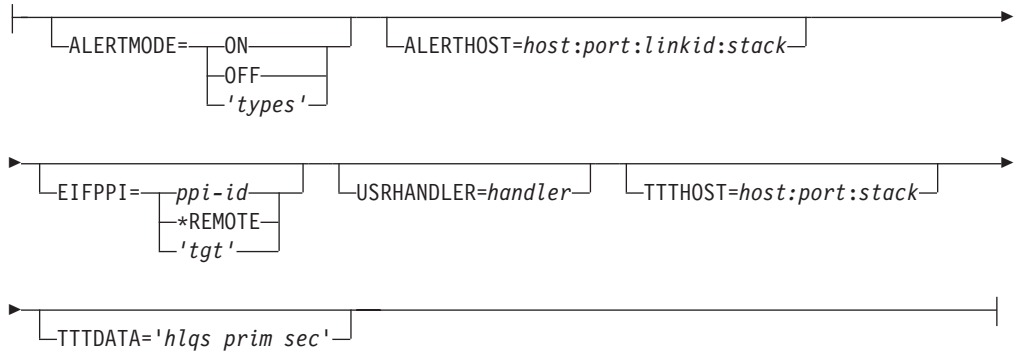 ALERTMODE= ON ALERTHOST=host:port:linkid:stack
OFF
'types'
EIFPPI= ppi-id USRHANDLER=handler TTTHOST=host:port:stack
*REMOTE
'tgt'
TTTDATA='hlqs prim sec'